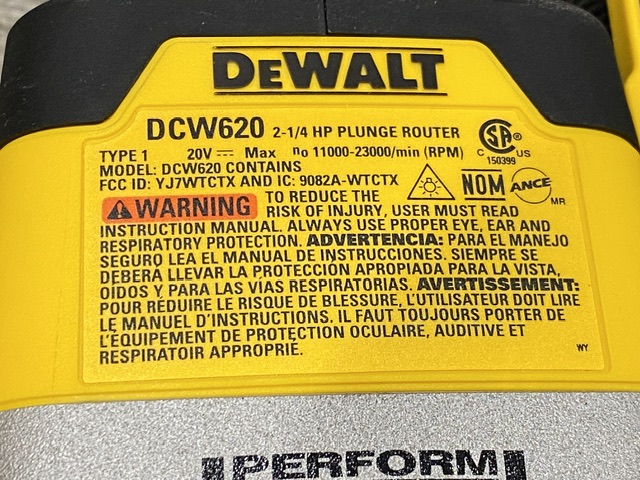 DEWALT
DCW620 2-1/4 HP PLUNGE ROUTER
TYPE 1 20V ⎓ Max no 11000-23000/min (RPM)
MODEL: DCW620 CONTAINS
FCC ID: YJ7WTCTX AND IC: 9082A-WTCTX
C SA ® C US 150399
NOM
ANCE MR
WARNING TO REDUCE THE
RISK OF INJURY, USER MUST READ
INSTRUCTION MANUAL. ALWAYS USE PROPER EYE, EAR AND
RESPIRATORY PROTECTION. ADVERTENCIA: PARA EL MANEJO
SEGURO LEA EL MANUAL DE INSTRUCCIONES. SIEMPRE SE
DEBERÁ LLEVAR LA PROTECCIÓN APROPIADA PARA LA VISTA,
OÍDOS Y PARA LAS VIAS RESPIRATORIAS. AVERTISSEMENT:
POUR RÉDUIRE LE RISQUE DE BLESSURE, L'UTILISATEUR DOIT LIRE
LE MANUEL D'INSTRUCTIONS. IL FAUT TOUJOURS PORTER DE
L'ÉQUIPEMENT DE PROTECTION OCULAIRE, AUDITIVE ET
RESPIRATOIR APPROPRIE.
WY
PERFORM